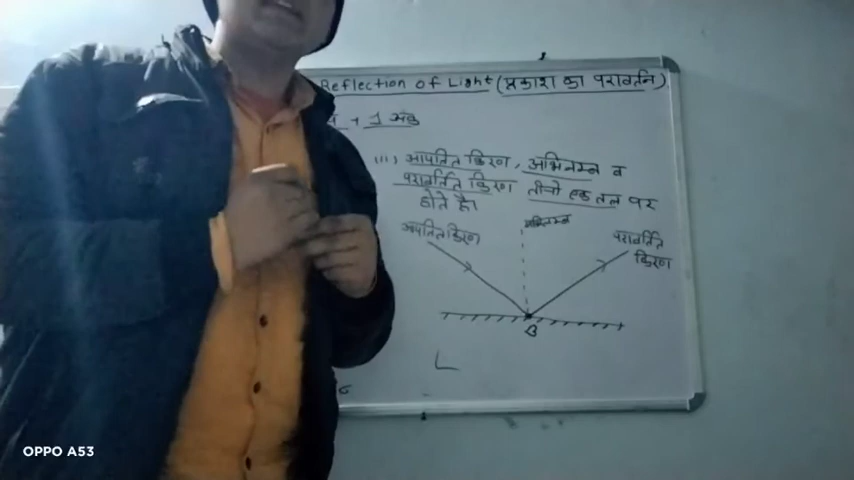 Reflection of Light (प्रकाश का परावर्तन)
+ 1 अंक
(ii) आपतित किरण, अभिलम्ब व
परावर्तित किरण तीनो एक तल पर
होते है।
अभिलम्ब
आपतित किरण
परावर्तित
किरण
B
OPPO A53